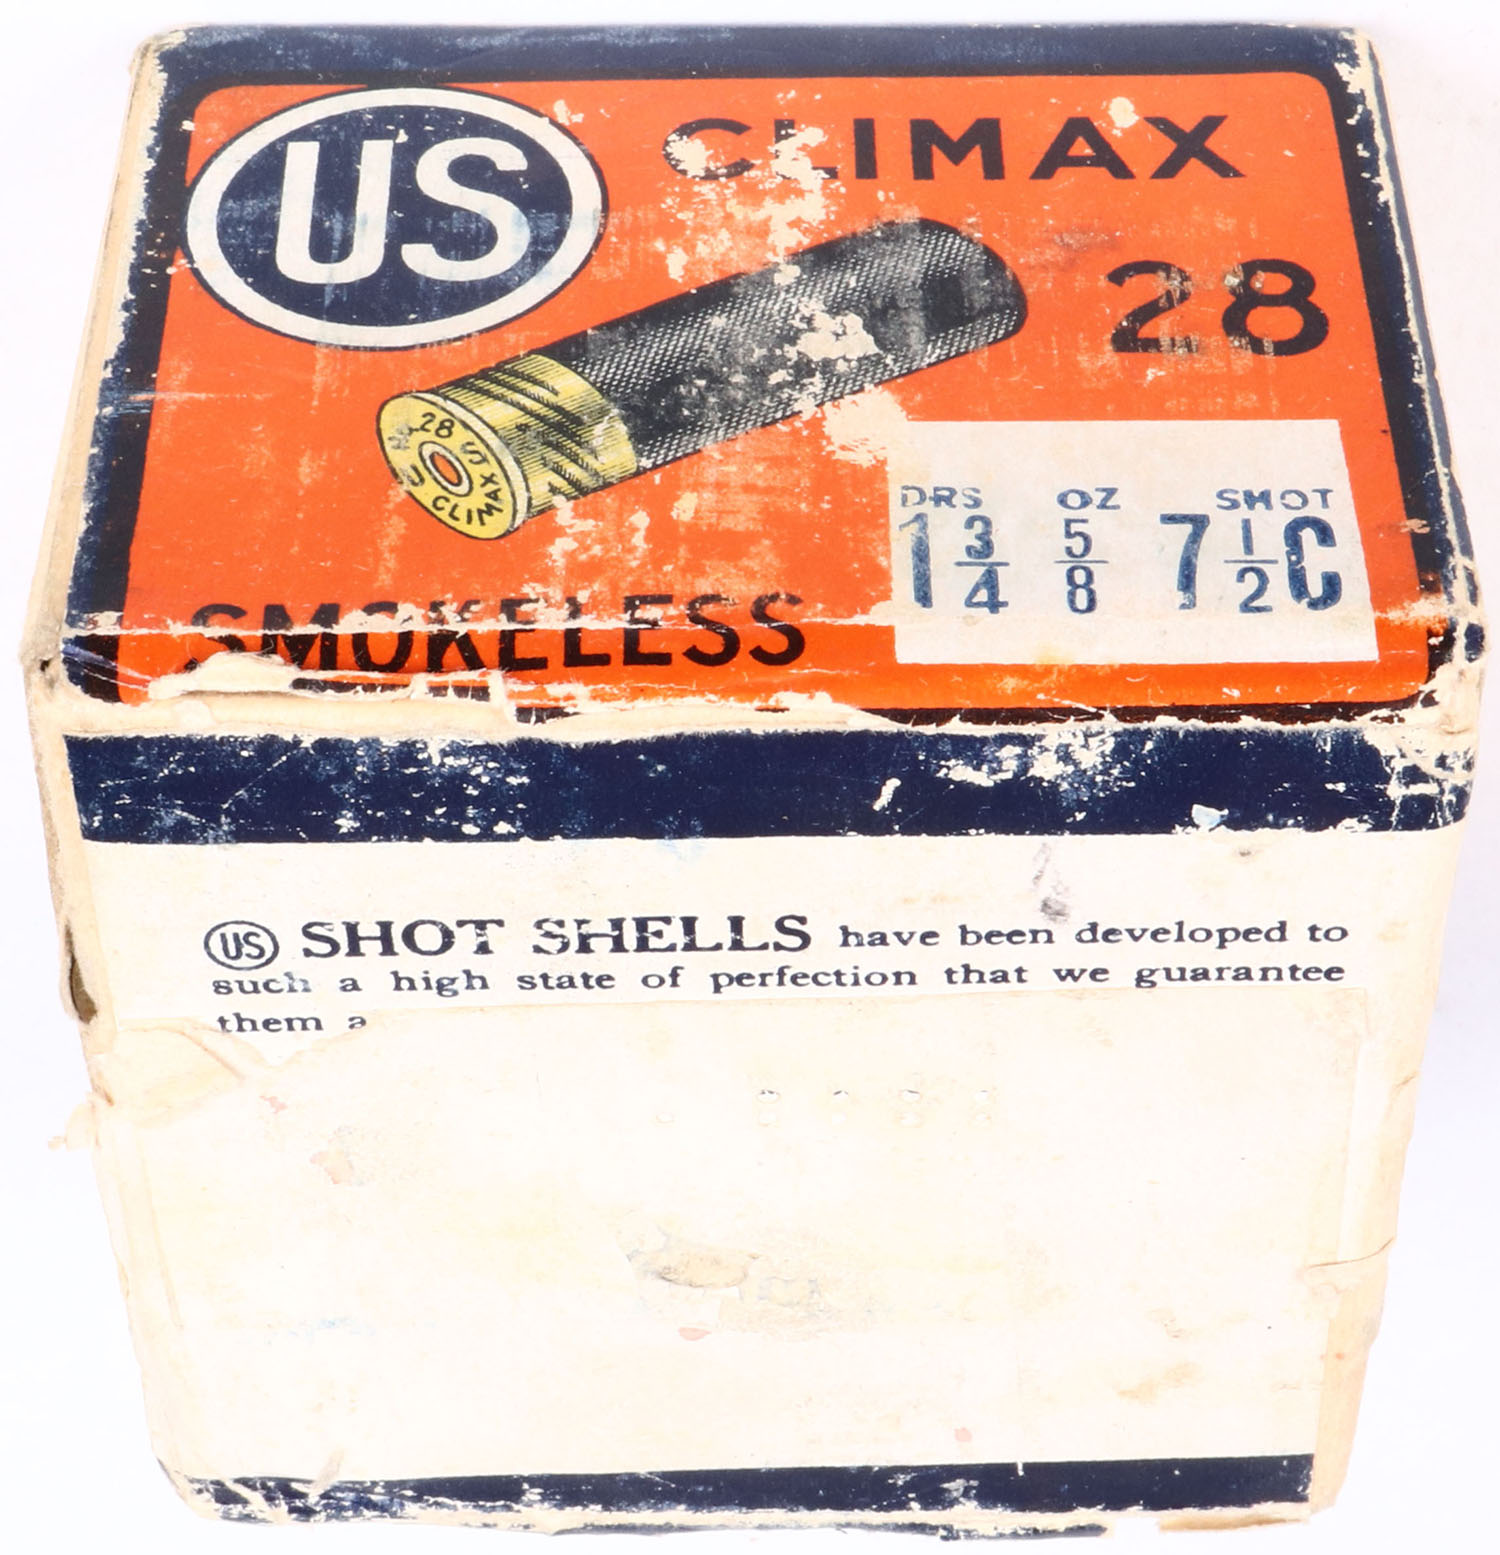 US
CLIMAX
28
No. 28
U S
CLIMAX
DRS OZ SHOT
1 3/4 5/8 7 1/2 C
SMOKELESS
US SHOT SHELLS have been developed to
such a high state of perfection that we guarantee
them a